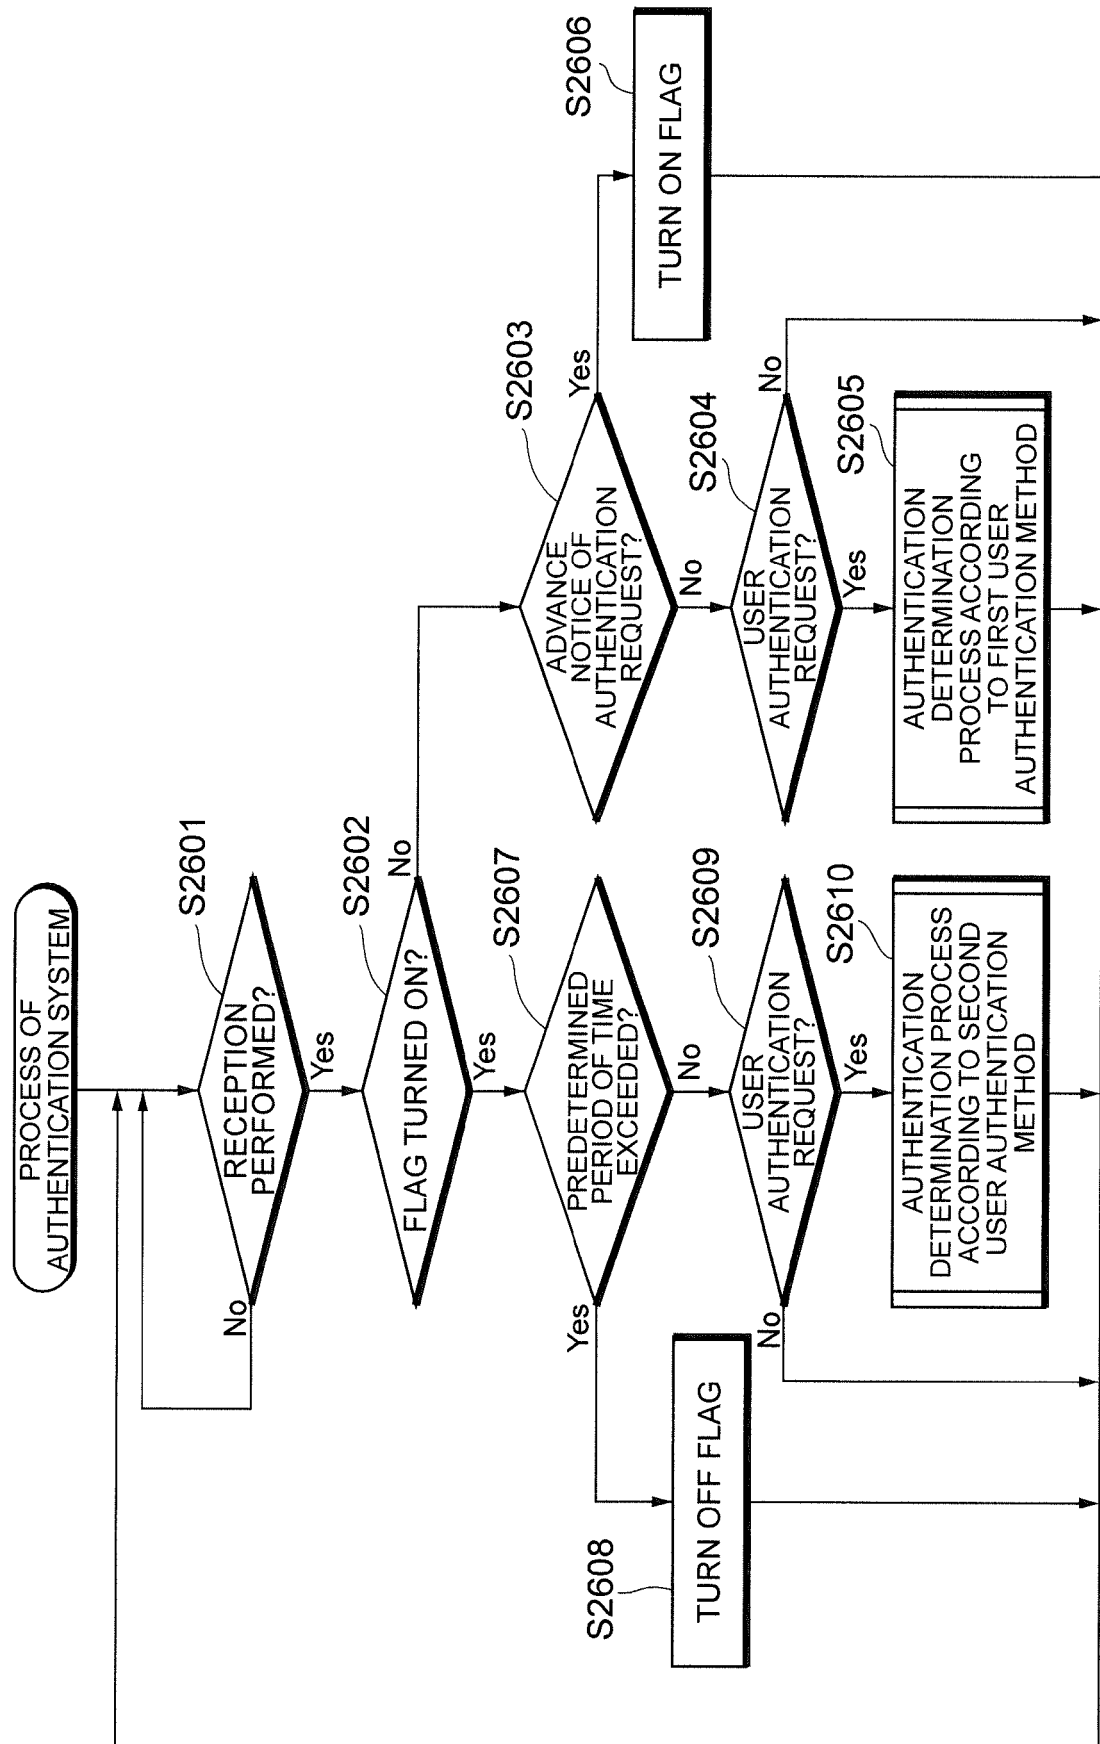 PROCESS OF
AUTHENTICATION SYSTEM
S2601
RECEPTION
PERFORMED?
No
Yes
S2602
FLAG TURNED ON?
No
Yes
S2603
ADVANCE
NOTICE OF
AUTHENTICATION
REQUEST?
Yes
No
S2606
TURN ON FLAG
S2604
USER
AUTHENTICATION
REQUEST?
No
Yes
S2605
AUTHENTICATION
DETERMINATION
PROCESS ACCORDING
TO FIRST USER
AUTHENTICATION METHOD
S2607
PREDETERMINED
PERIOD OF TIME
EXCEEDED?
Yes
No
S2608
TURN OFF FLAG
S2609
USER
AUTHENTICATION
REQUEST?
No
Yes
S2610
AUTHENTICATION
DETERMINATION PROCESS
ACCORDING TO SECOND
USER AUTHENTICATION
METHOD